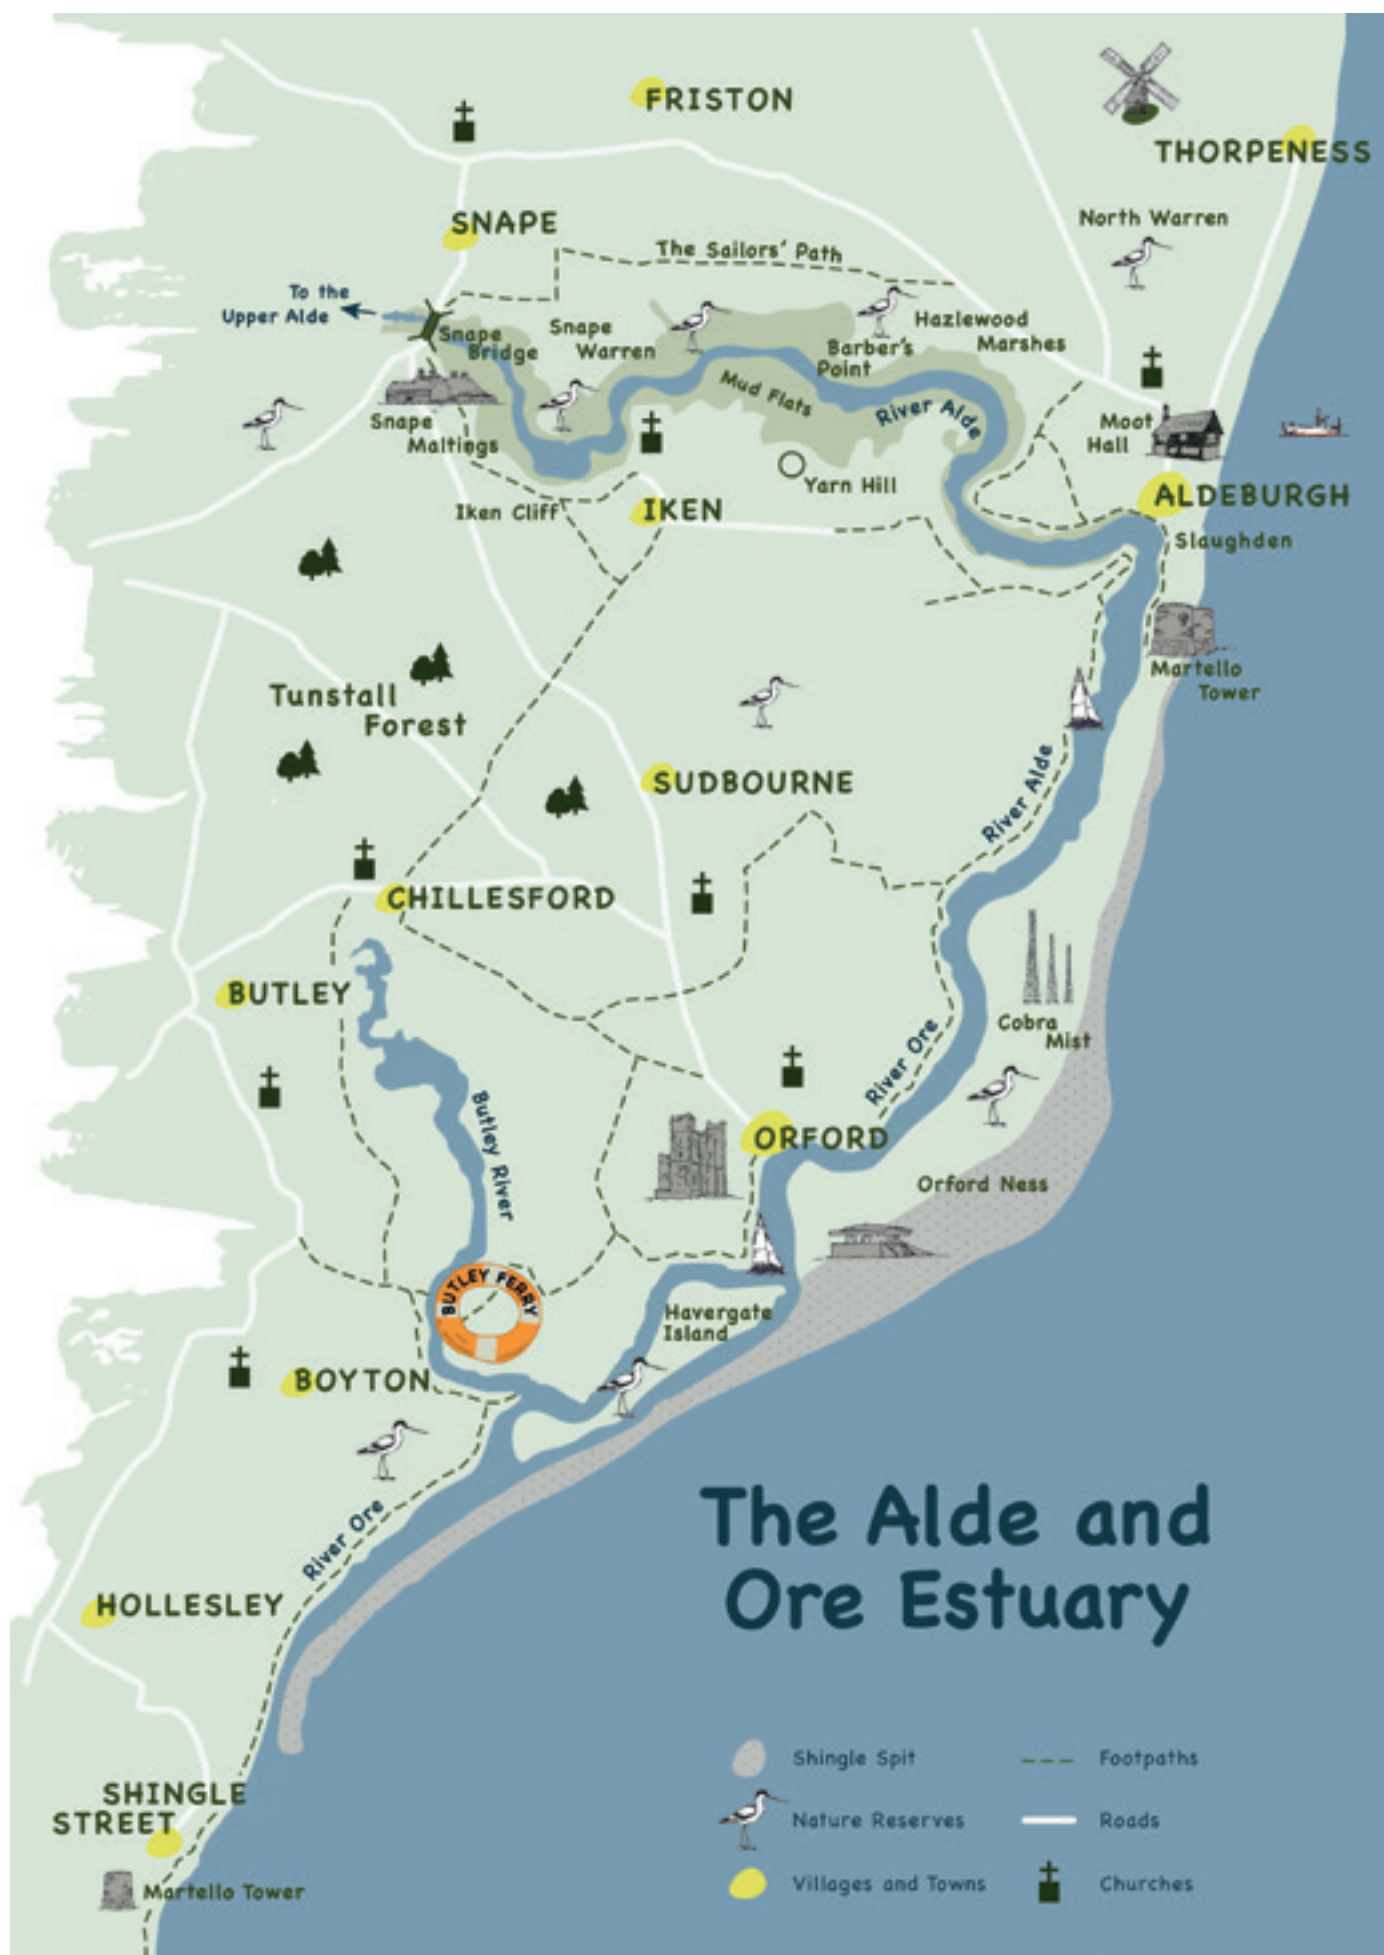 FRISTON
THORPENESS
SNAPE
North Warren
The Sailors' Path
To the
Upper Alde
Snape
Bridge
Snape
Warren
Hazlewood
Marshes
Barber's
Point
Mud Flats
River Alde
Snape
Maltings
Moot
Hall
Yarn Hill
ALDEBURGH
Iken Cliff
IKEN
Slaughden
Martello
Tower
Tunstall
Forest
SUDBOURNE
River Alde
CHILLESFORD
BUTLEY
Cobra
Mist
River Ore
Butley River
ORFORD
Orford Ness
BUTLEY FERRY
Havergate
Island
BOYTON
The Alde and
Ore Estuary
River Ore
HOLLESLEY
Shingle Spit
Footpaths
SHINGLE
STREET
Nature Reserves
Roads
Villages and Towns
Churches
Martello Tower